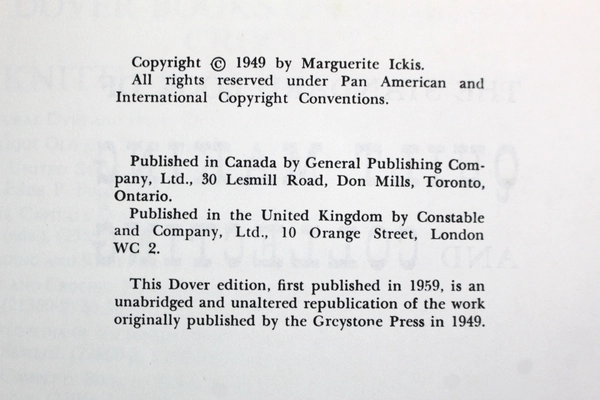 Copyright © 1949 by Marguerite Ickis.
All rights reserved under Pan American and
International Copyright Conventions.
Published in Canada by General Publishing Com-
pany, Ltd., 30 Lesmill Road, Don Mills, Toronto,
Ontario.
Published in the United Kingdom by Constable
and Company, Ltd., 10 Orange Street, London
WC 2.
This Dover edition, first published in 1959, is an
unabridged and unaltered republication of the work
originally published by the Greystone Press in 1949.